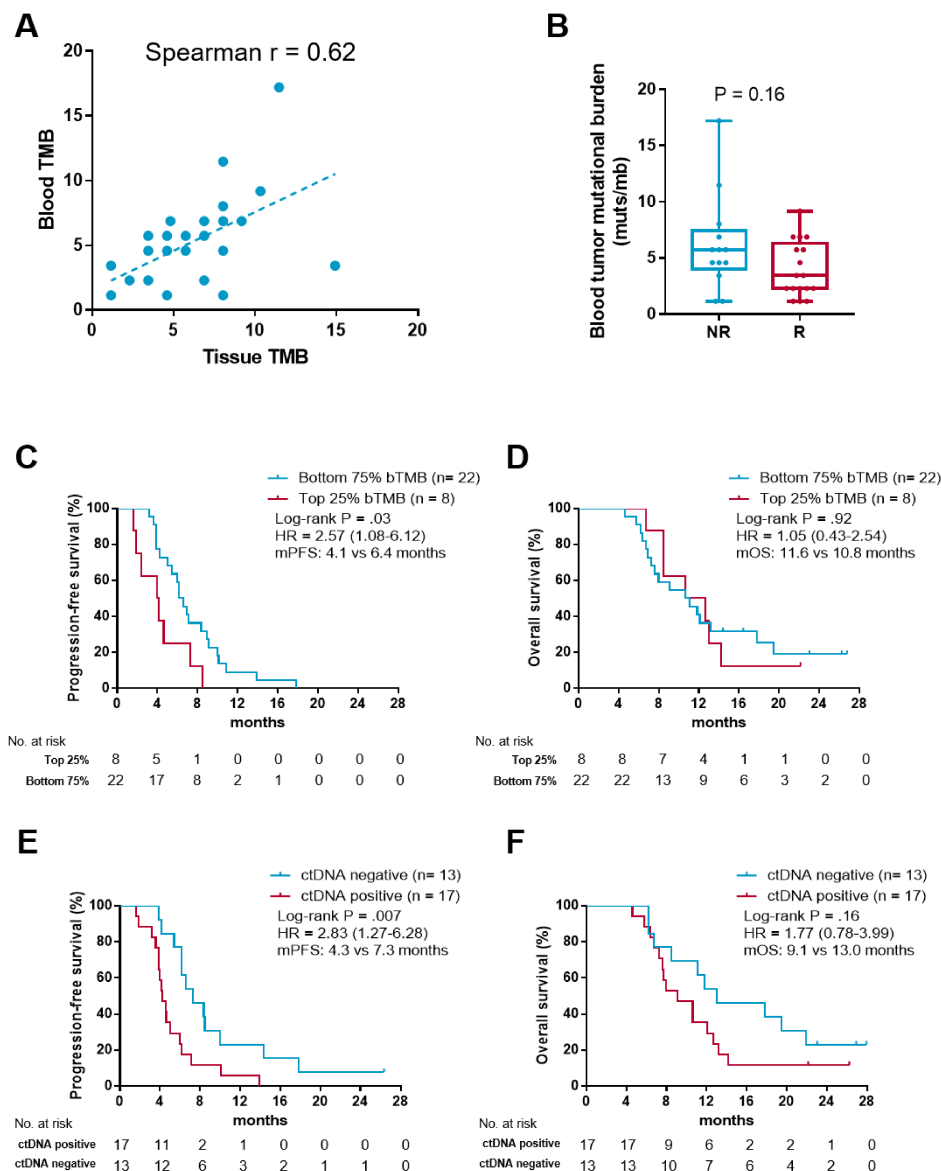 A
Spearman r = 0.62
20
15
10
5
0
Blood TMB
0 5 10 15 20
Tissue TMB
B
P = 0.16
20
15
10
5
0
Blood tumor mutational burden
(muts/mb)
NR R
C
Bottom 75% bTMB (n= 22)
Top 25% bTMB (n = 8)
Log-rank P = .03
HR = 2.57 (1.08-6.12)
mPFS: 4.1 vs 6.4 months
100
80
60
40
20
0
Progression-free survival (%)
0 4 8 12 16 20 24 28
months
No. at risk
Top 25% 8 5 1 0 0 0 0 0
Bottom 75% 22 17 8 2 1 0 0 0
D
Bottom 75% bTMB (n= 22)
Top 25% bTMB (n = 8)
Log-rank P = .92
HR = 1.05 (0.43-2.54)
mOS: 11.6 vs 10.8 months
100
80
60
40
20
0
Overall survival (%)
0 4 8 12 16 20 24 28
months
No. at risk
Top 25% 8 8 7 4 1 1 0 0
Bottom 75% 22 22 13 9 6 3 2 0
E
ctDNA negative (n= 13)
ctDNA positive (n = 17)
Log-rank P = .007
HR = 2.83 (1.27-6.28)
mPFS: 4.3 vs 7.3 months
100
80
60
40
20
0
Progression-free survival (%)
0 4 8 12 16 20 24 28
months
No. at risk
ctDNA positive 17 11 2 1 0 0 0 0
ctDNA negative 13 12 6 3 2 1 1 0
F
ctDNA negative (n= 13)
ctDNA positive (n = 17)
Log-rank P = .16
HR = 1.77 (0.78-3.99)
mOS: 9.1 vs 13.0 months
100
80
60
40
20
0
Overall survival (%)
0 4 8 12 16 20 24 28
months
No. at risk
ctDNA positive 17 17 9 6 2 2 1 0
ctDNA negative 13 13 10 7 6 4 2 0